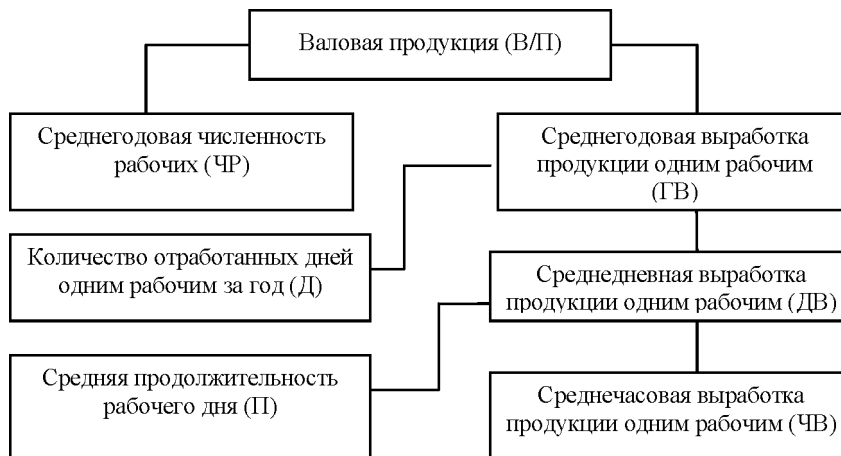 Валовая продукция (В/П)
Среднегодовая численность
рабочих (ЧР)
Среднегодовая выработка
продукции одним рабочим
(ГВ)
Количество отработанных дней
одним рабочим за год (Д)
Среднедневная выработка
продукции одним рабочим (ДВ)
Средняя продолжительность
рабочего дня (П)
Среднечасовая выработка
продукции одним рабочим (ЧВ)